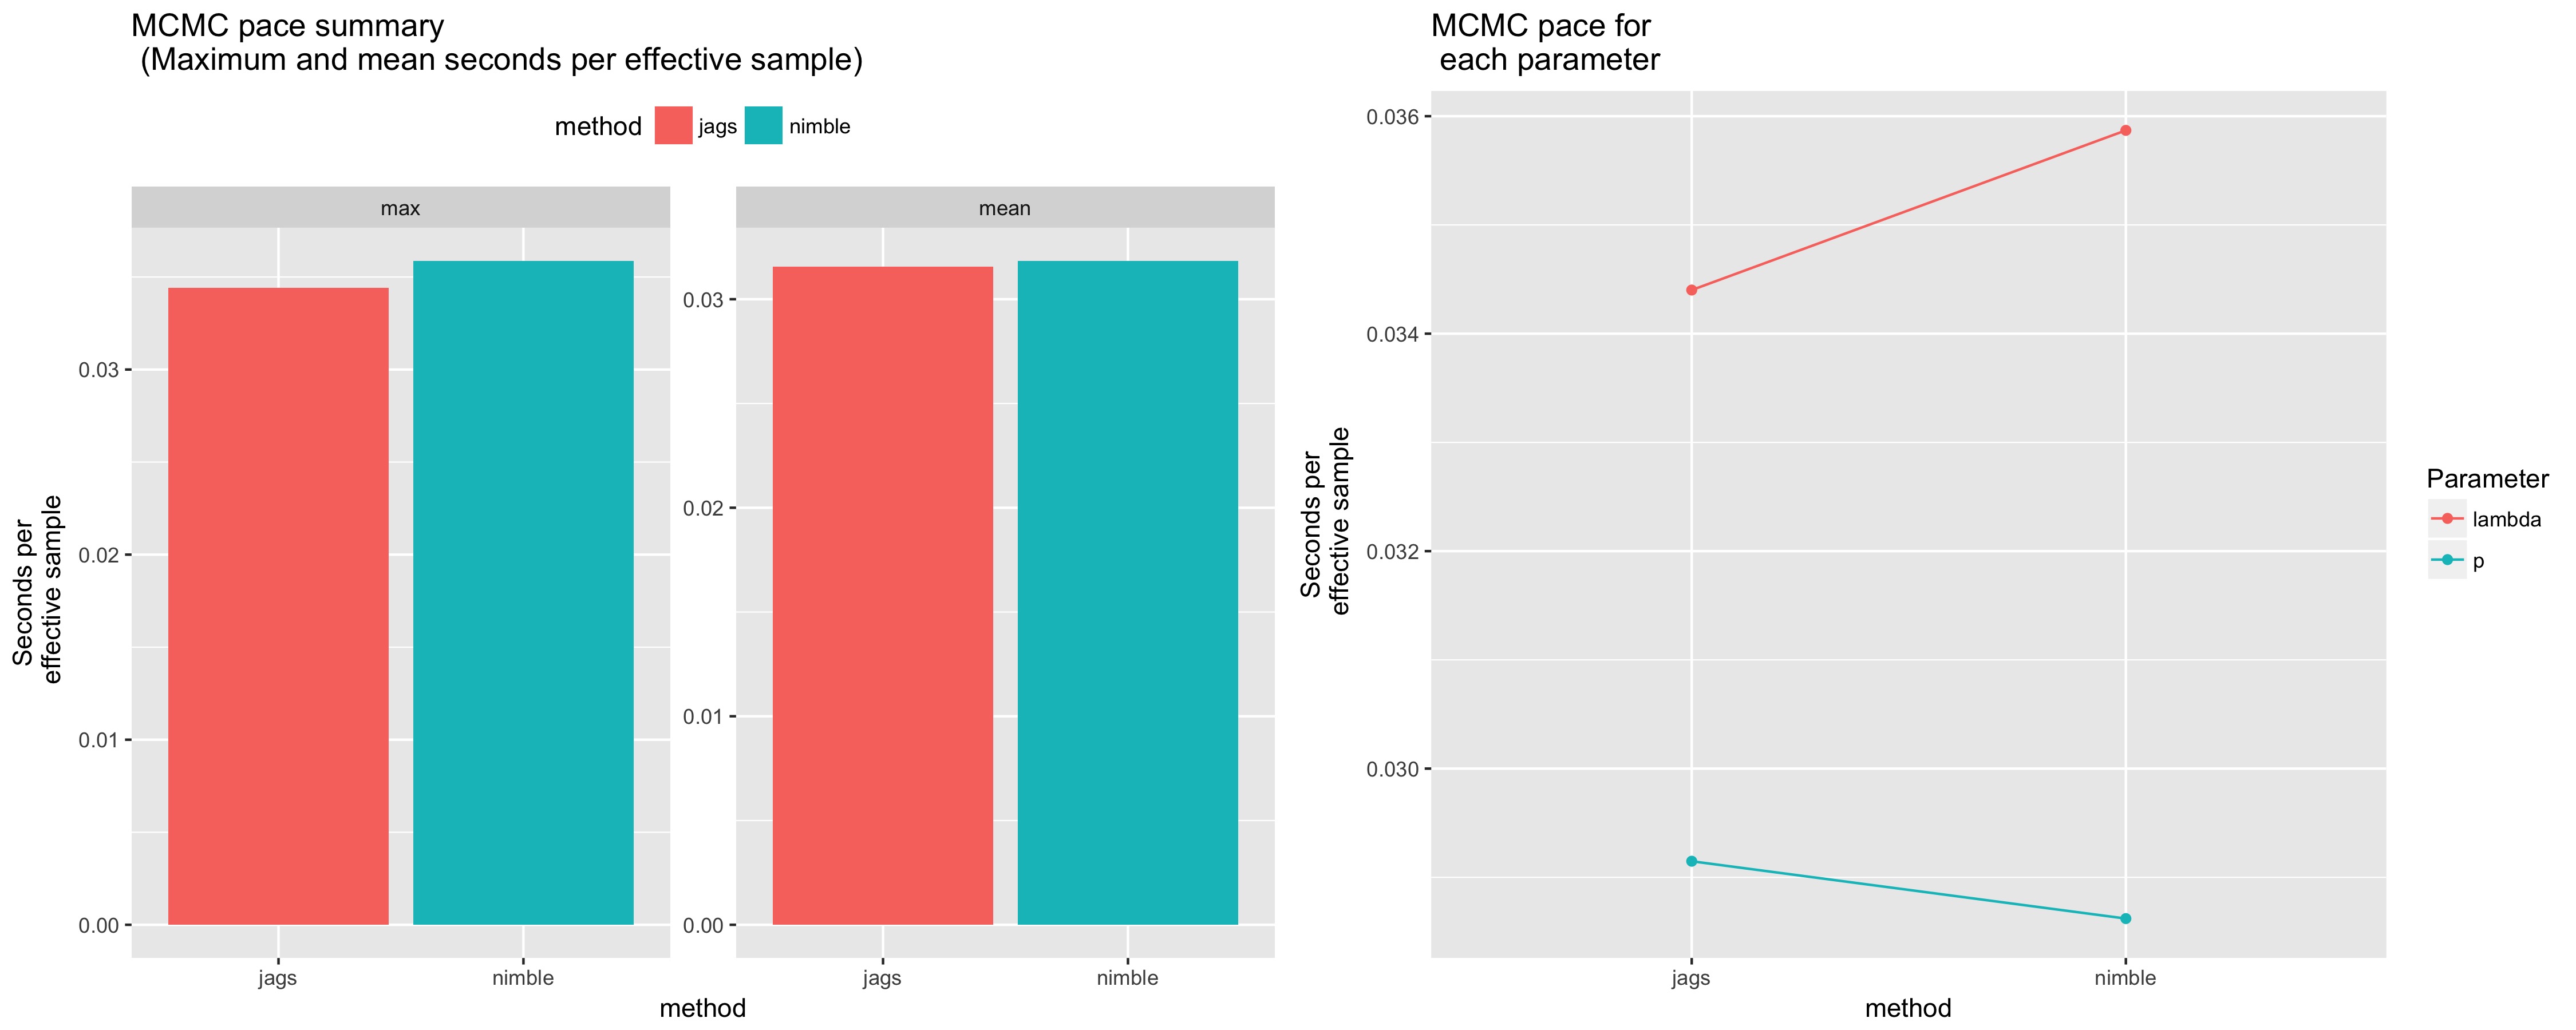 MCMC pace summary
(Maximum and mean seconds per effective sample)
method jags nimble
max
mean
Seconds per
effective sample
0.03
0.02
0.01
0.00
0.03
0.02
0.01
0.00
jags nimble
jags nimble
method
MCMC pace for
each parameter
Seconds per
effective sample
0.036
0.034
0.032
0.030
jags nimble
method
Parameter
lambda
p